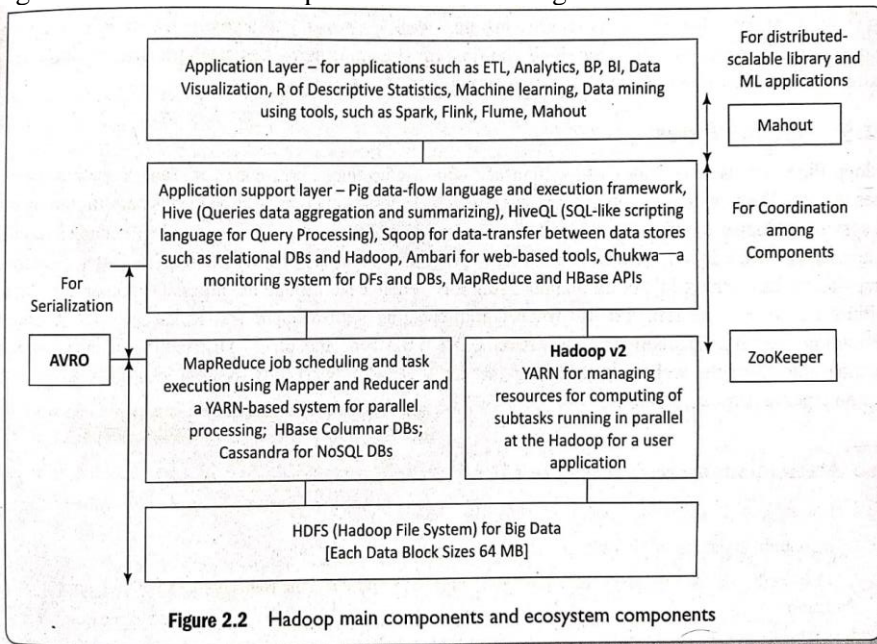 Application Layer – for applications such as ETL, Analytics, BP, BI, Data
Visualization, R of Descriptive Statistics, Machine learning, Data mining
using tools, such as Spark, Flink, Flume, Mahout
For distributed-
scalable library and
ML applications
Mahout
Application support layer – Pig data-flow language and execution framework,
Hive (Queries data aggregation and summarizing), HiveQL (SQL-like scripting
language for Query Processing), Sqoop for data-transfer between data stores
such as relational DBs and Hadoop, Ambari for web-based tools, Chukwa—a
monitoring system for DFs and DBs, MapReduce and HBase APIs
For Coordination
among
Components
For
Serialization
AVRO
MapReduce job scheduling and task
execution using Mapper and Reducer and
a YARN-based system for parallel
processing; HBase Columnar DBs;
Cassandra for NoSQL DBs
Hadoop v2
YARN for managing
resources for computing of
subtasks running in parallel
at the Hadoop for a user
application
ZooKeeper
HDFS (Hadoop File System) for Big Data
[Each Data Block Sizes 64 MB]
Figure 2.2 Hadoop main components and ecosystem components